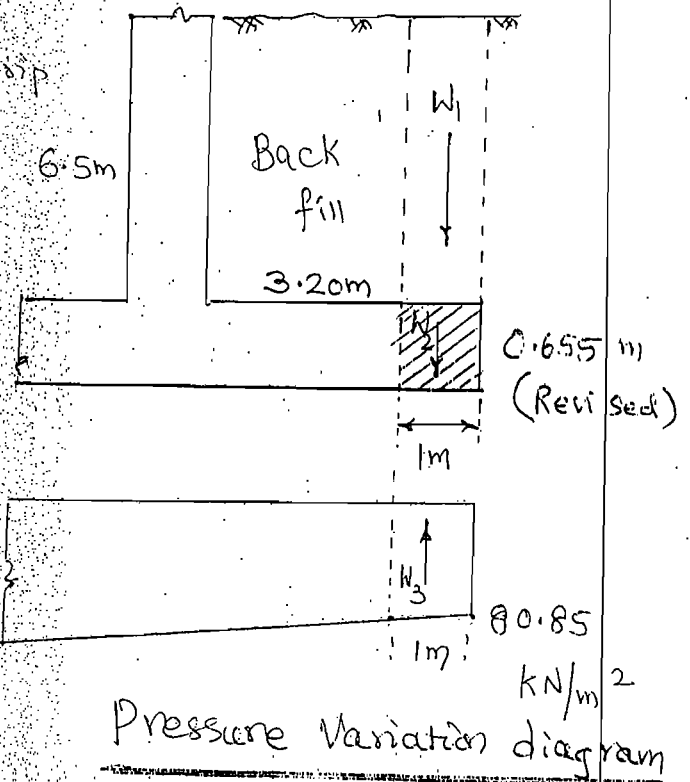 W1
6.5m
Back
fill
3.20m
W2
0.655 m
(Revised)
1m
W3
80.85
1m
kN/m2
Pressure Variation diagram